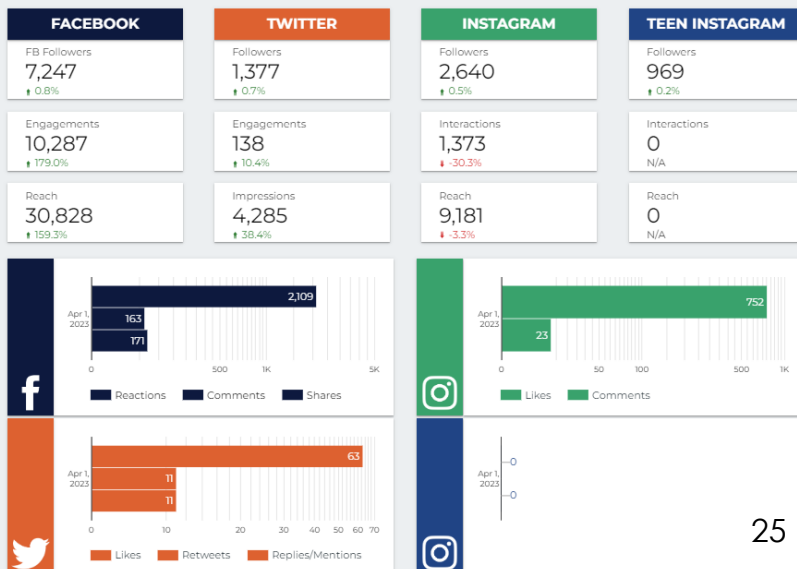 FACEBOOK
TWITTER
INSTAGRAM
TEEN INSTAGRAM
FB Followers
7,247
0.8%
Followers
1,377
0.7%
Followers
2,640
0.5%
Followers
969
0.2%
Engagements
10,287
179.0%
Engagements
138
10.4%
Interactions
1,373
-30.3%
Interactions
0
N/A
Reach
30,828
159.3%
Impressions
4,285
38.4%
Reach
9,181
-3.3%
Reach
0
N/A
2,109
163
171
Apr 1,
2023
0 500 1K 5K
Reactions Comments Shares
752
23
Apr 1,
2023
0 50 100 500 1K
Likes Comments
63
11
11
Apr 1,
2023
0 10 20 30 40 50 60 70
Likes Retweets Replies/Mentions
0
0
Apr 1,
2023
25